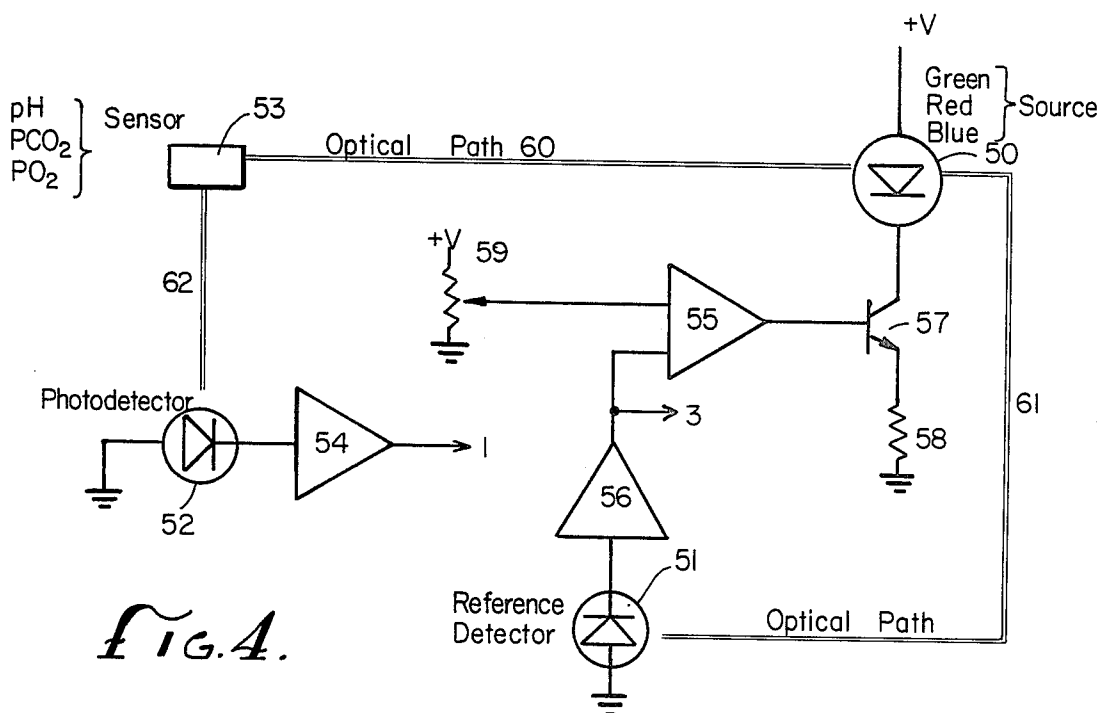 +V
Green
Red
Blue
Source
50
pH
PCO₂
PO₂
Sensor
53
Optical Path 60
+V
59
62
55
57
Photodetector
3
61
54
1
58
56
52
51
Reference
Detector
Optical Path
FIG.4.